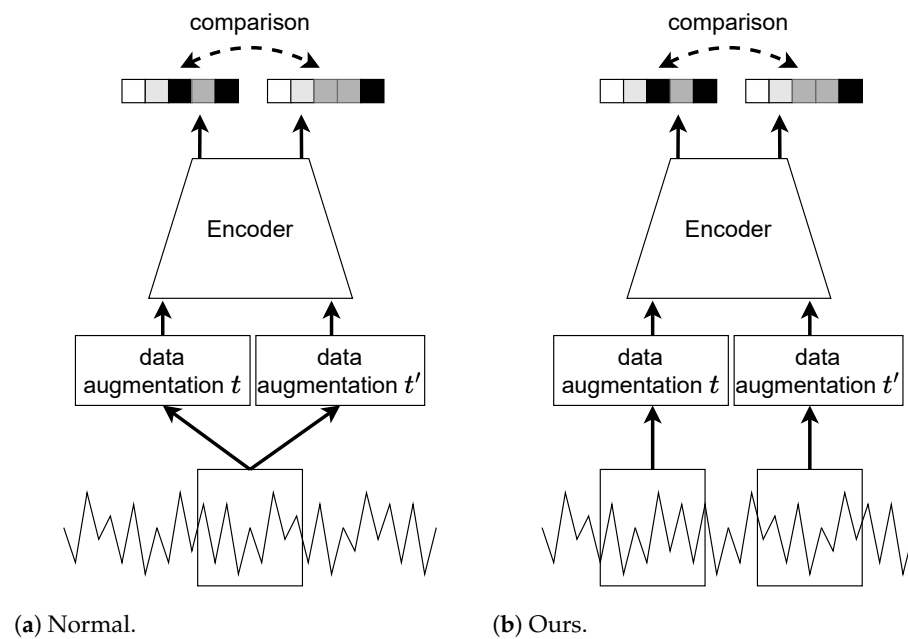 comparison
Encoder
data
augmentation t
data
augmentation t′
(a) Normal.
comparison
Encoder
data
augmentation t
data
augmentation t′
(b) Ours.